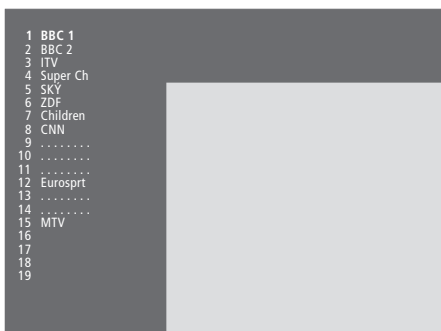 1 BBC 1
2 BBC 2
3 ITV
4 Super Ch
5 SKÝ
6 ZDF
7 Children
8 CNN
9 . . . . . . . .
10 . . . . . . . .
11 . . . . . . . .
12 Eurosprt
13 . . . . . . . .
14 . . . . . . . .
15 MTV
16
17
18
19